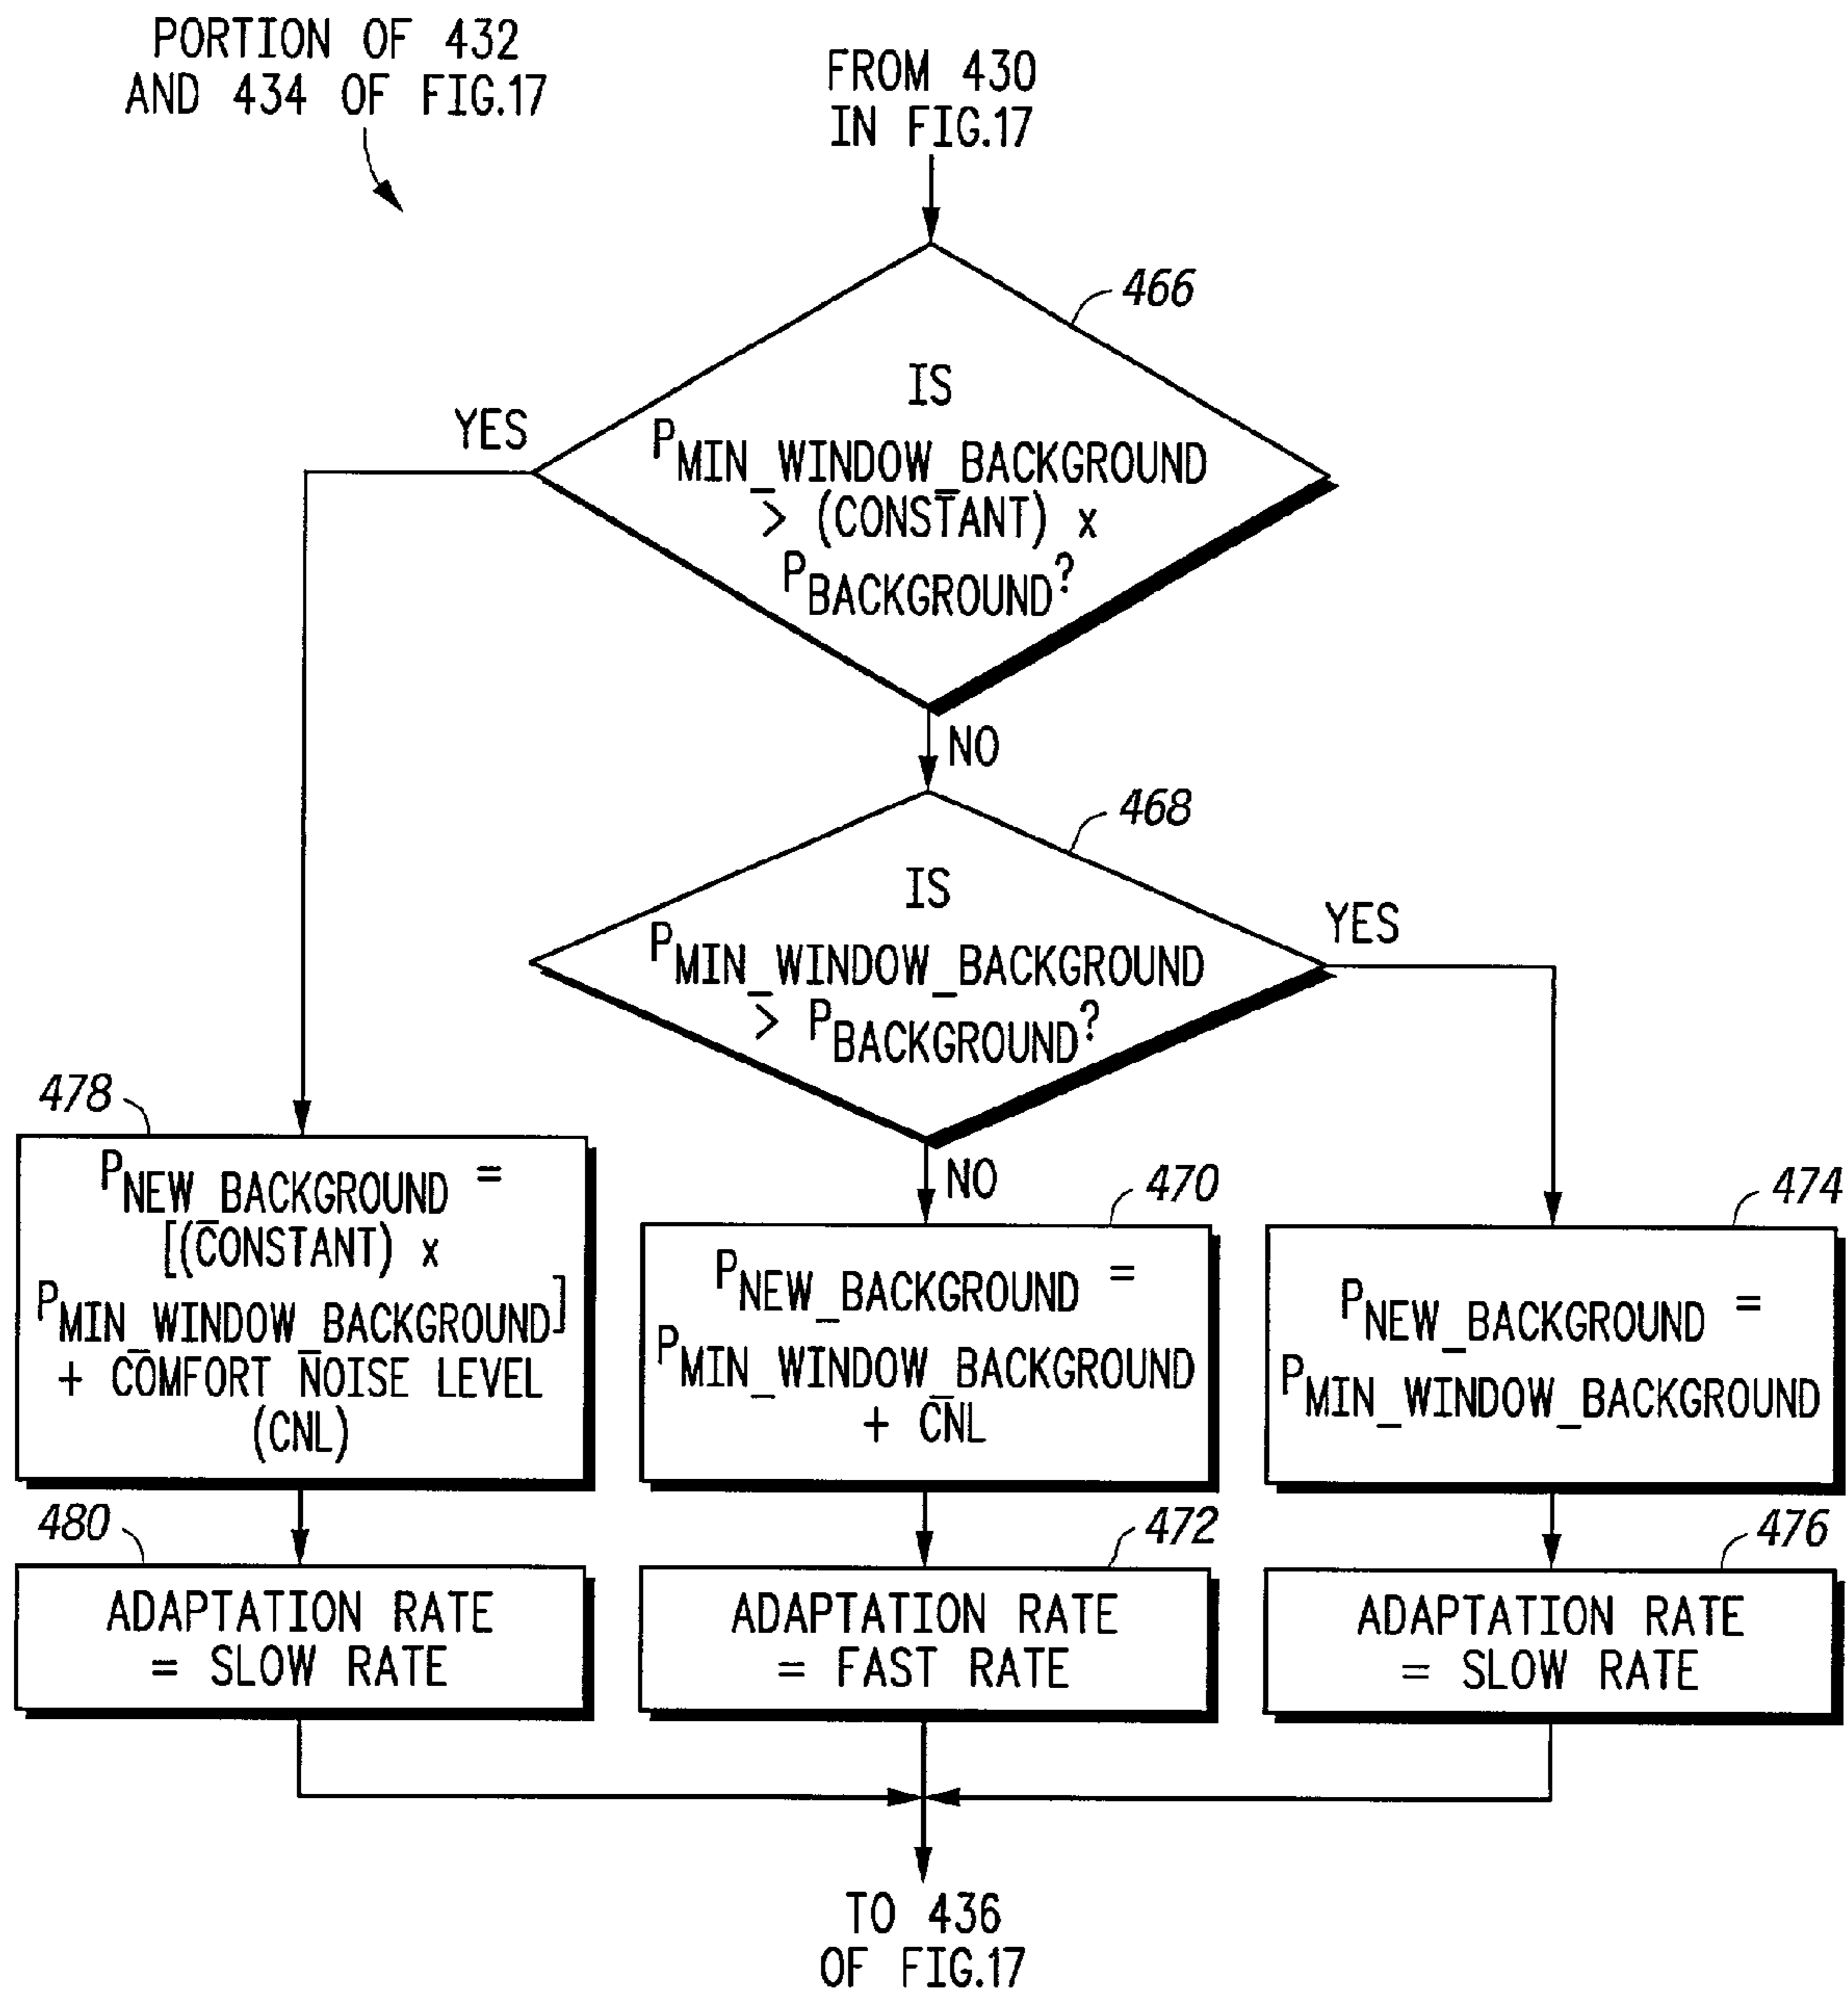 PORTION OF 432
AND 434 OF FIG.17
FROM 430
IN FIG.17
466
IS
PMIN_WINDOW_BACKGROUND
> (CONSTANT) x
PBACKGROUND?
YES
NO
468
IS
PMIN_WINDOW_BACKGROUND
> PBACKGROUND?
YES
NO
478
PNEW_BACKGROUND =
[(CONSTANT) x
PMIN_WINDOW_BACKGROUND]
+ COMFORT NOISE LEVEL
(CNL)
470
PNEW_BACKGROUND =
PMIN_WINDOW_BACKGROUND
+ CNL
474
PNEW_BACKGROUND =
PMIN_WINDOW_BACKGROUND
480
ADAPTATION RATE
= SLOW RATE
472
ADAPTATION RATE
= FAST RATE
476
ADAPTATION RATE
= SLOW RATE
TO 436
OF FIG.17